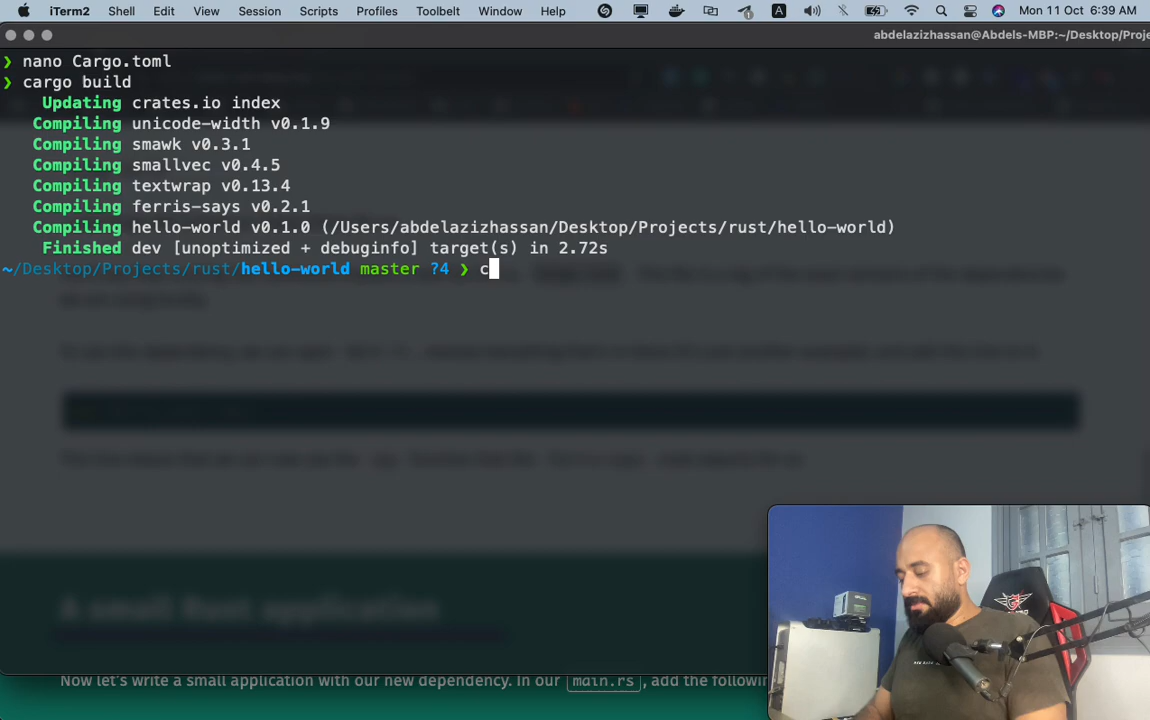 iTerm2 Shell Edit View Session Scripts Profiles Toolbelt Window Help A Mon 11 Oct 6:39 AM
abdelazizhassan@Abdels-MBP:~/Desktop/Proje
❯ nano Cargo.toml
❯ cargo build
Updating crates.io index
Compiling unicode-width v0.1.9
Compiling smawk v0.3.1
Compiling smallvec v0.4.5
Compiling textwrap v0.13.4
Compiling ferris-says v0.2.1
Compiling hello-world v0.1.0 (/Users/abdelazizhassan/Desktop/Projects/rust/hello-world)
Finished dev [unoptimized + debuginfo] target(s) in 2.72s
~/Desktop/Projects/rust/hello-world master ?4 ❯ c
A small Rust application
Now let's write a small application with our new dependency. In our main.rs, add the following